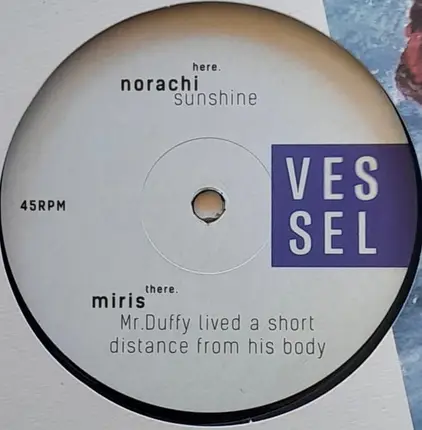 here.
norachi
sunshine
VES
SEL
45RPM
there.
miris
Mr.Duffy lived a short
distance from his body